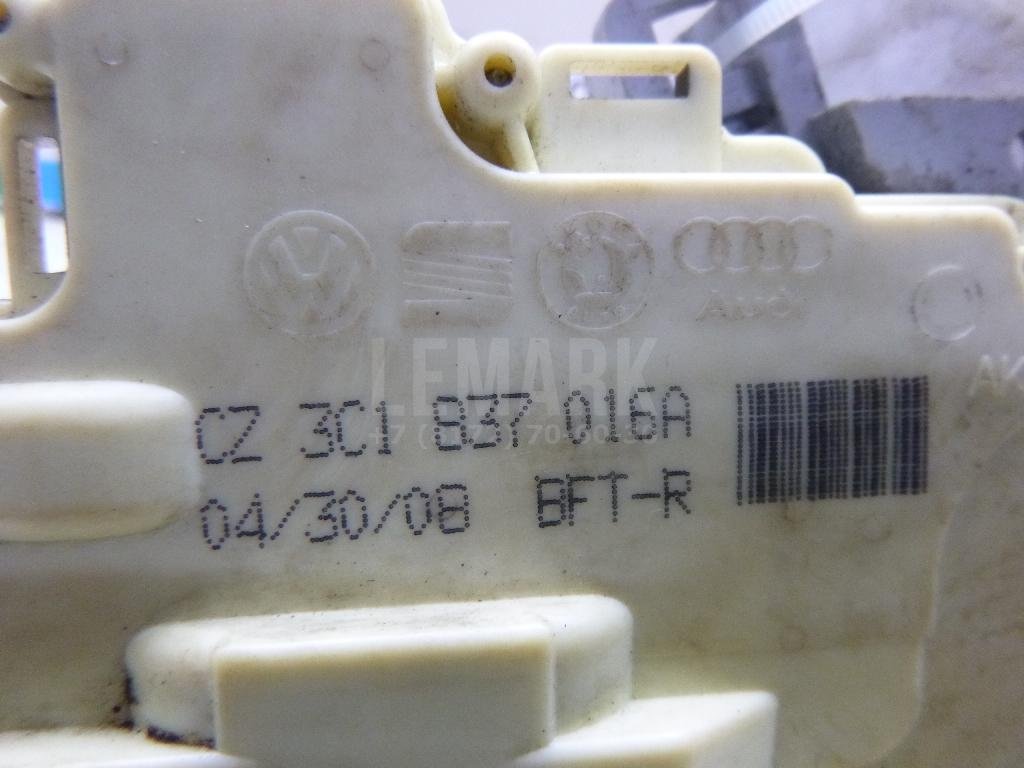 Audi
LEMARK
CZ 3C1 837 016A
04/30/08 BFT-R